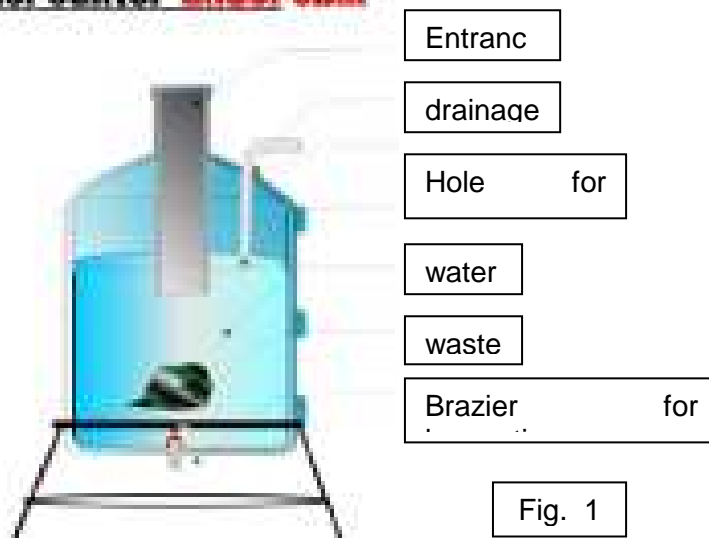 Entranc
drainage
Hole for
water
waste
Brazier for
Fig. 1